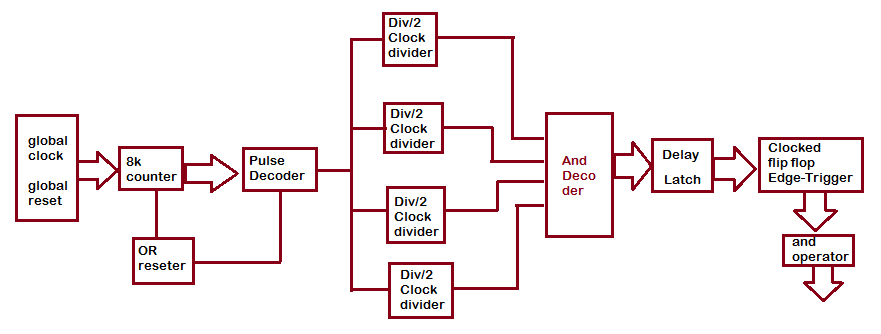 global
clock
global
reset
8k
counter
OR
reseter
Pulse
Decoder
Div/2
Clock
divider
Div/2
Clock
divider
Div/2
Clock
divider
Div/2
Clock
divider
And
Deco
der
Delay
Latch
Clocked
flip flop
Edge-Trigger
and
operator